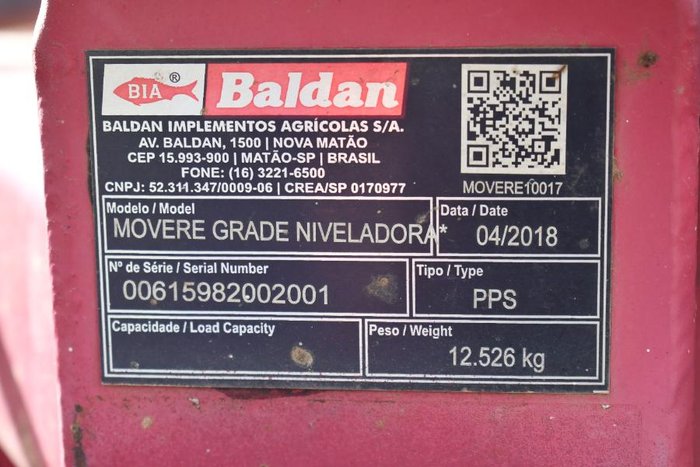 BIA ® Baldan
BALDAN IMPLEMENTOS AGRÍCOLAS S/A.
AV. BALDAN, 1500 | NOVA MATÃO
CEP 15.993-900 | MATÃO-SP | BRASIL
FONE: (16) 3221-6500
CNPJ: 52.311.347/0009-06 | CREA/SP 0170977
MOVERE10017
Modelo / Model
MOVERE GRADE NIVELADORA*
Data / Date
04/2018
Nº de Série / Serial Number
00615982002001
Tipo / Type
PPS
Capacidade / Load Capacity
Peso / Weight
12.526 kg